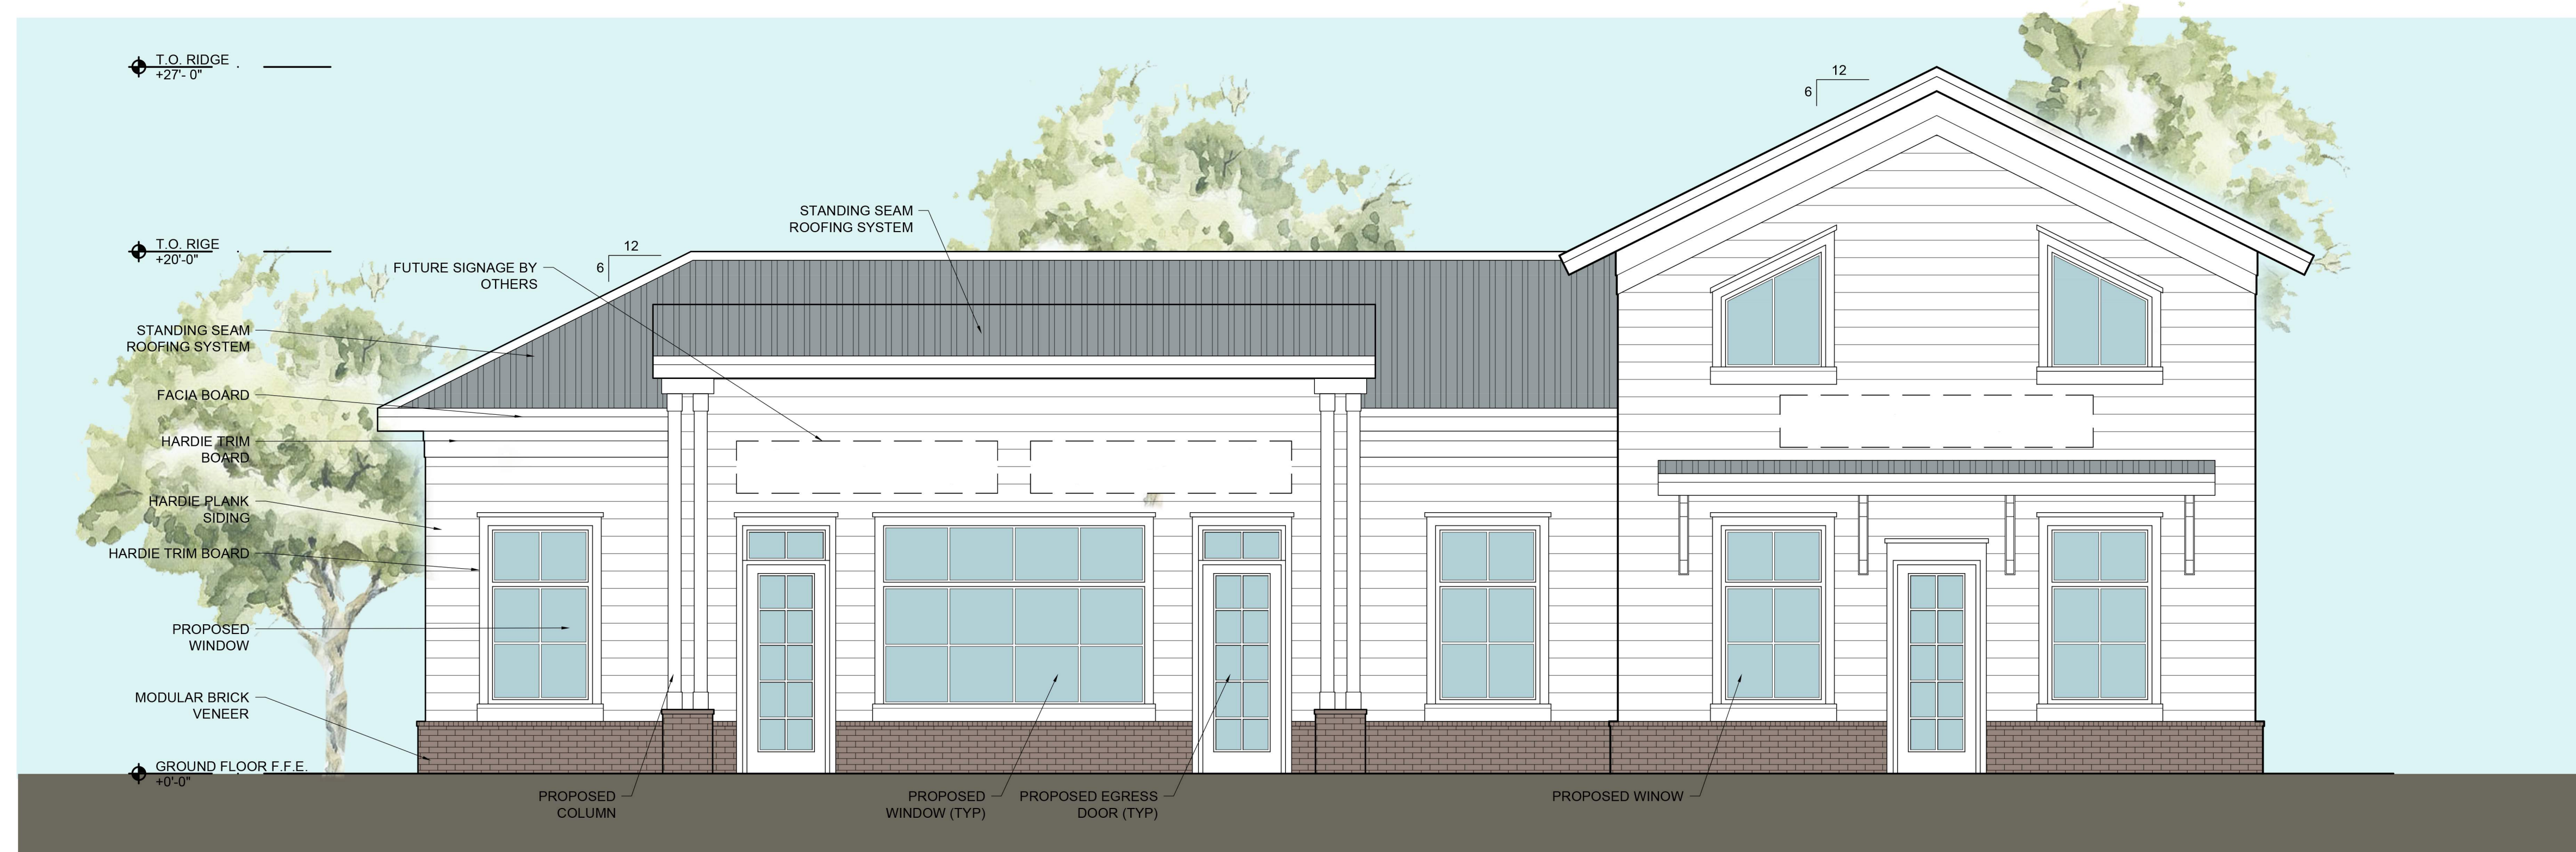 T.O. RIDGE
+27'- 0"
12
6
STANDING SEAM
ROOFING SYSTEM
T.O. RIGE
+20'-0"
12
6
FUTURE SIGNAGE BY
OTHERS
STANDING SEAM
ROOFING SYSTEM
FACIA BOARD
HARDIE TRIM
BOARD
HARDIE PLANK
SIDING
HARDIE TRIM BOARD
PROPOSED
WINDOW
MODULAR BRICK
VENEER
GROUND FLOOR F.F.E.
+0'-0"
PROPOSED
COLUMN
PROPOSED
WINDOW (TYP)
PROPOSED EGRESS
DOOR (TYP)
PROPOSED WINOW